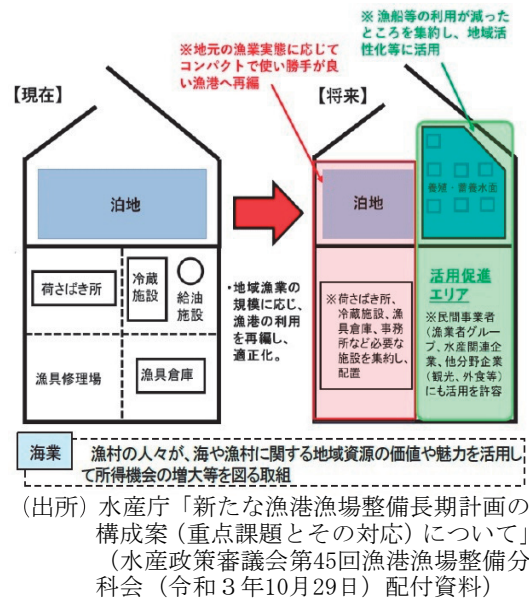 ※漁船等の利用が減った
ところを集約し、地域活
性化等に活用
※地元の漁業実態に応じて
コンパクトで使い勝手が良
い漁港へ再編
【現在】
【将来】
泊地
荷さばき所
冷蔵
施設
給油
施設
漁具修理場
漁具倉庫
・地域漁業の
規模に応じ、
漁港の利用
を再編し、
適正化。
泊地
※荷さばき所、
冷蔵施設、漁
具倉庫、事務
所など必要な
施設を集約し、
配置
養殖・蓄養水面
活用促進
エリア
※民間事業者
(漁業者グルー
プ、水産関連企
業、他分野企業
(観光、外食等)
にも活用を許容
海業
漁村の人々が、海や漁村に関する地域資源の価値や魅力を活用し
て所得機会の増大等を図る取組
(出所)水産庁「新たな漁港漁場整備長期計画の
構成案(重点課題とその対応)について」
(水産政策審議会第45回漁港漁場整備分
科会(令和3年10月29日)配付資料)